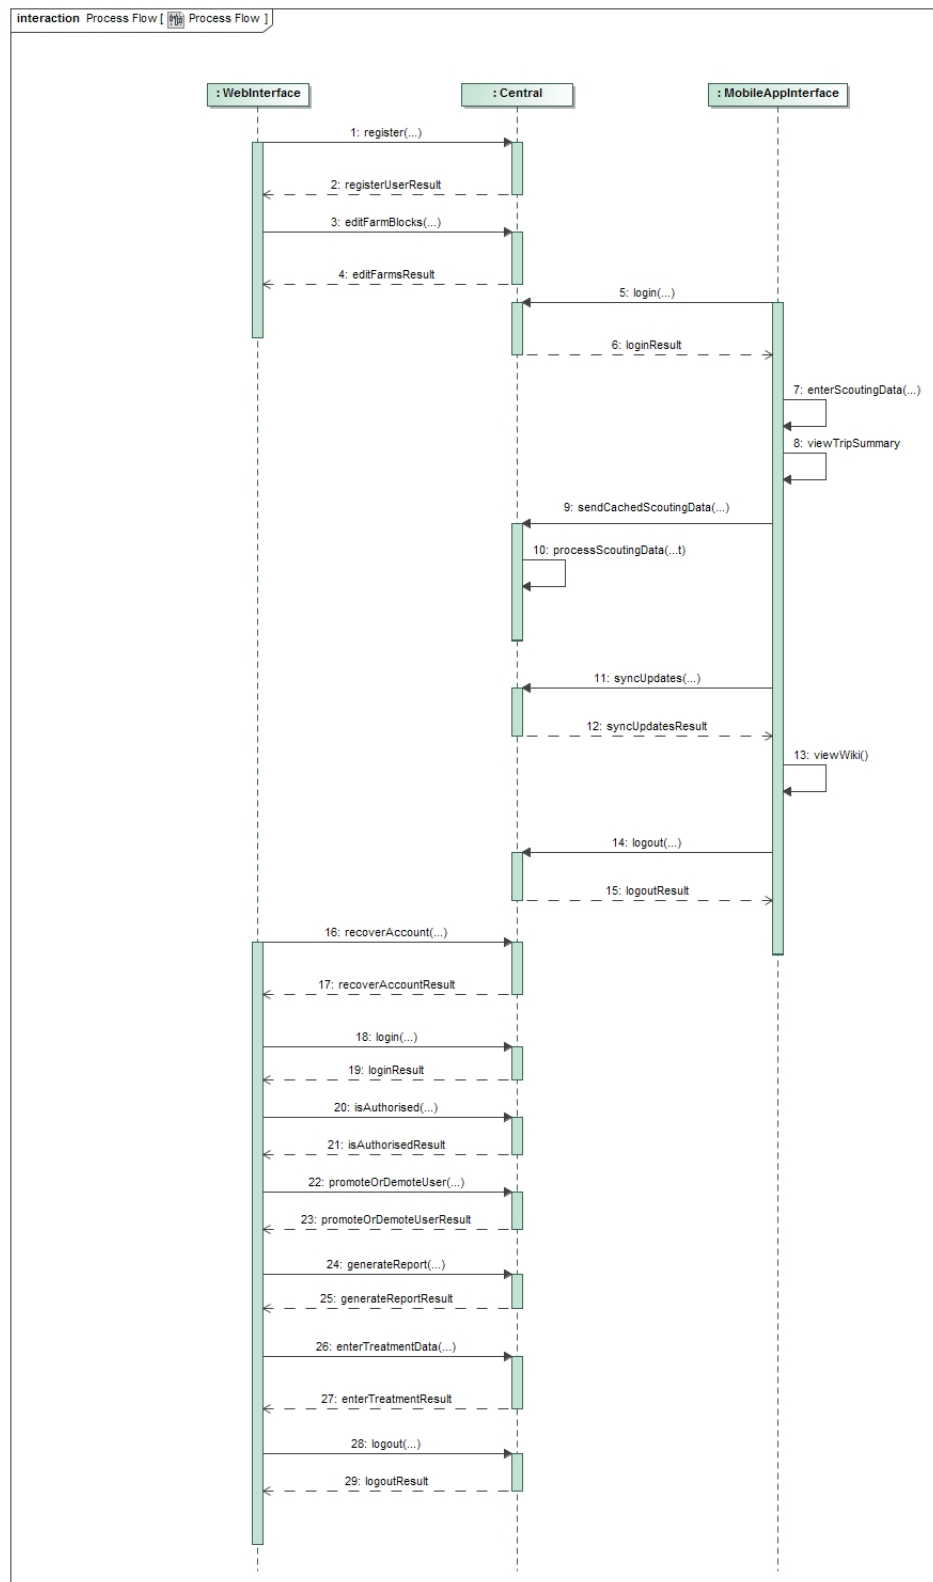 interaction Process Flow [ Process Flow ]
: WebInterface
: Central
: MobileAppInterface
1: register(...)
2: registerUserResult
3: editFarmBlocks(...)
4: editFarmsResult
5: login(...)
6: loginResult
7: enterScoutingData(...)
8: viewTripSummary
9: sendCachedScoutingData(...)
10: processScoutingData(...t)
11: syncUpdates(...)
12: syncUpdatesResult
13: viewWiki()
14: logout(...)
15: logoutResult
16: recoverAccount(...)
17: recoverAccountResult
18: login(...)
19: loginResult
20: isAuthorised(...)
21: isAuthorisedResult
22: promoteOrDemoteUser(...)
23: promoteOrDemoteUserResult
24: generateReport(...)
25: generateReportResult
26: enterTreatmentData(...)
27: enterTreatmentResult
28: logout(...)
29: logoutResult